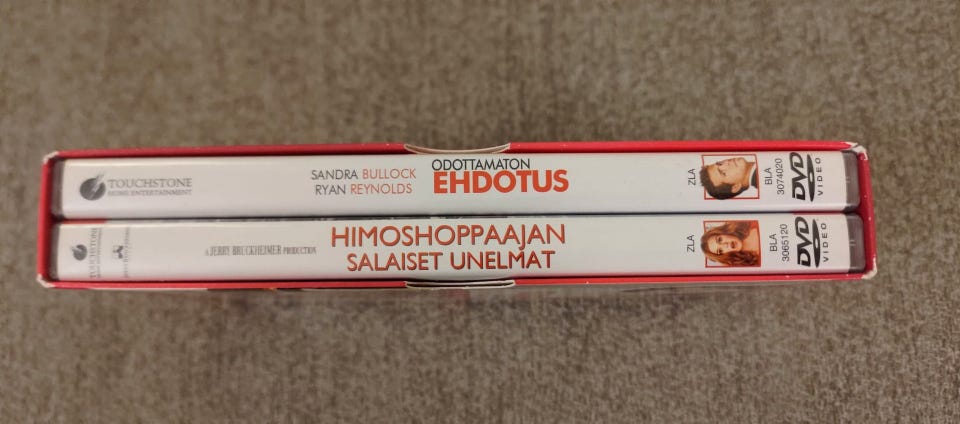 TOUCHSTONE
HOME ENTERTAINMENT
SANDRA BULLOCK
RYAN REYNOLDS
ODOTTAMATON
EHDOTUS
ZLA
BLA
3074020
DVD
VIDEO
TOUCHSTONE
A JERRY BRUCKHEIMER PRODUCTION
HIMOSHOPPAAJAN
SALAISET UNELMAT
ZLA
BLA
3065120
DVD
VIDEO